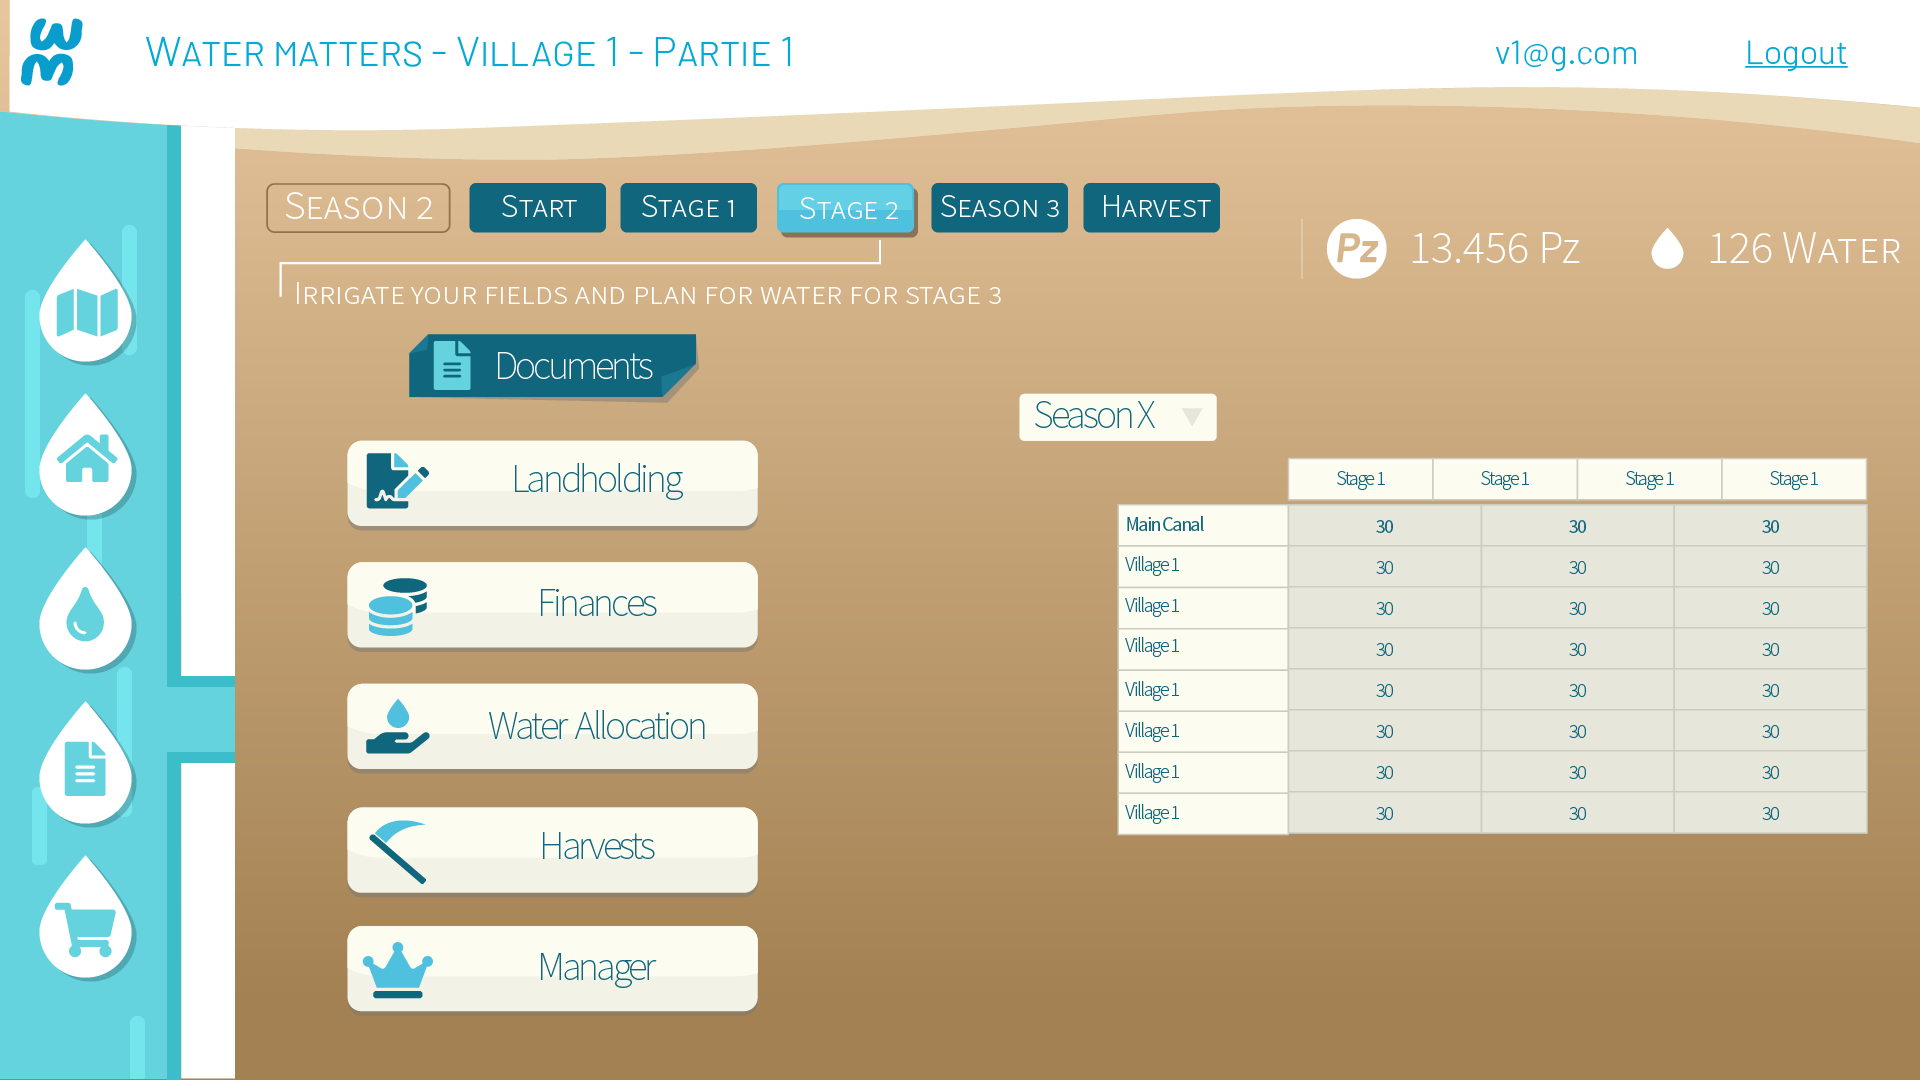 WM
WATER MATTERS - VILLAGE 1 - PARTIE 1
v1@g.com
Logout
SEASON 2
START
STAGE 1
STAGE 2
SEASON 3
HARVEST
Pz
13.456 Pz
126 WATER
IRRIGATE YOUR FIELDS AND PLAN FOR WATER FOR STAGE 3
Documents
Landholding
Finances
Water Allocation
Harvests
Manager
Season X
Stage 1 Stage 1 Stage 1 Stage 1
Main Canal 30 30 30
Village 1 30 30 30
Village 1 30 30 30
Village 1 30 30 30
Village 1 30 30 30
Village 1 30 30 30
Village 1 30 30 30
Village 1 30 30 30